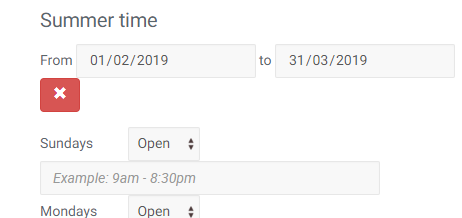 Summer time
From 01/02/2019 to 31/03/2019
Sundays Open
Example: 9am - 8:30pm
Mondays Open